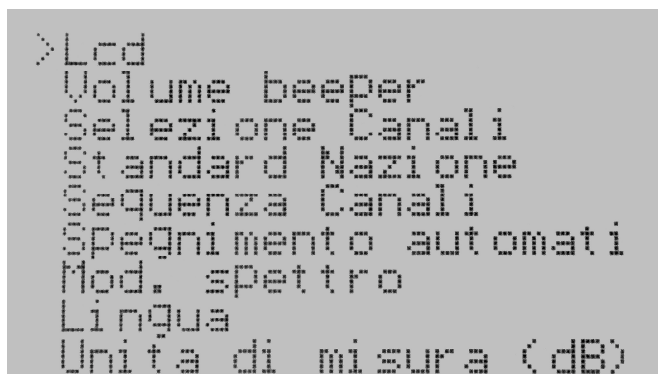 >Lcd
Volume beeper
Selezione Canali
Standard Nazione
Sequenza Canali
Spegnimento automati
Mod. spettro
Lingua
Unita di misura (dB)